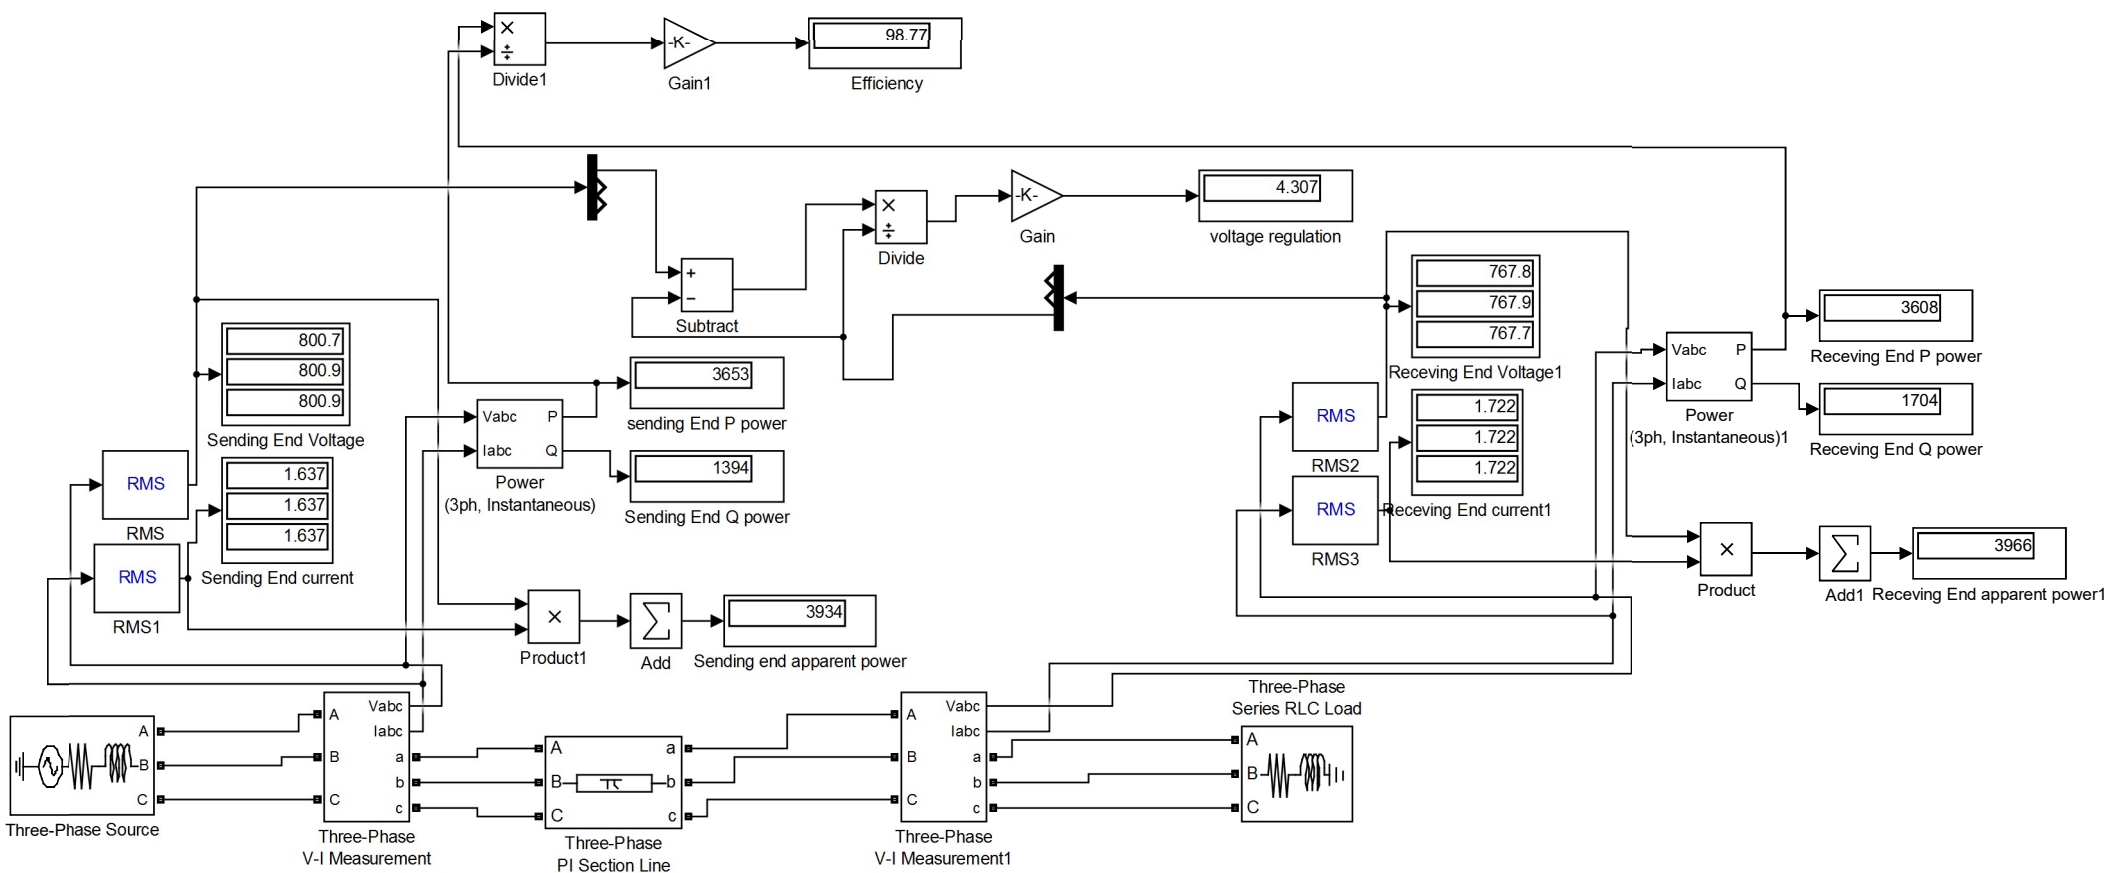 ×
÷
Divide1
-K-
Gain1
98.77
Efficiency
+
−
Subtract
×
÷
Divide
-K-
Gain
4.307
voltage regulation
800.7
800.9
800.9
Sending End Voltage
1.637
1.637
1.637
Sending End current
RMS
RMS
RMS
RMS1
Vabc
Iabc
P
Q
Power
(3ph, Instantaneous)
3653
sending End P power
1394
Sending End Q power
×
Product1
Add
3934
Sending end apparent power
767.8
767.9
767.7
Receving End Voltage1
1.722
1.722
1.722
Receving End current1
RMS
RMS2
RMS
RMS3
Vabc
Iabc
P
Q
Power
(3ph, Instantaneous)1
3608
Receving End P power
1704
Receving End Q power
×
Product
Add1
3966
Receving End apparent power1
A
B
C
Three-Phase Source
A
B
C
Vabc
Iabc
a
b
c
Three-Phase
V-I Measurement
A
B
C
a
b
c
Three-Phase
PI Section Line
A
B
C
Vabc
Iabc
a
b
c
Three-Phase
V-I Measurement1
Three-Phase
Series RLC Load
A
B
C